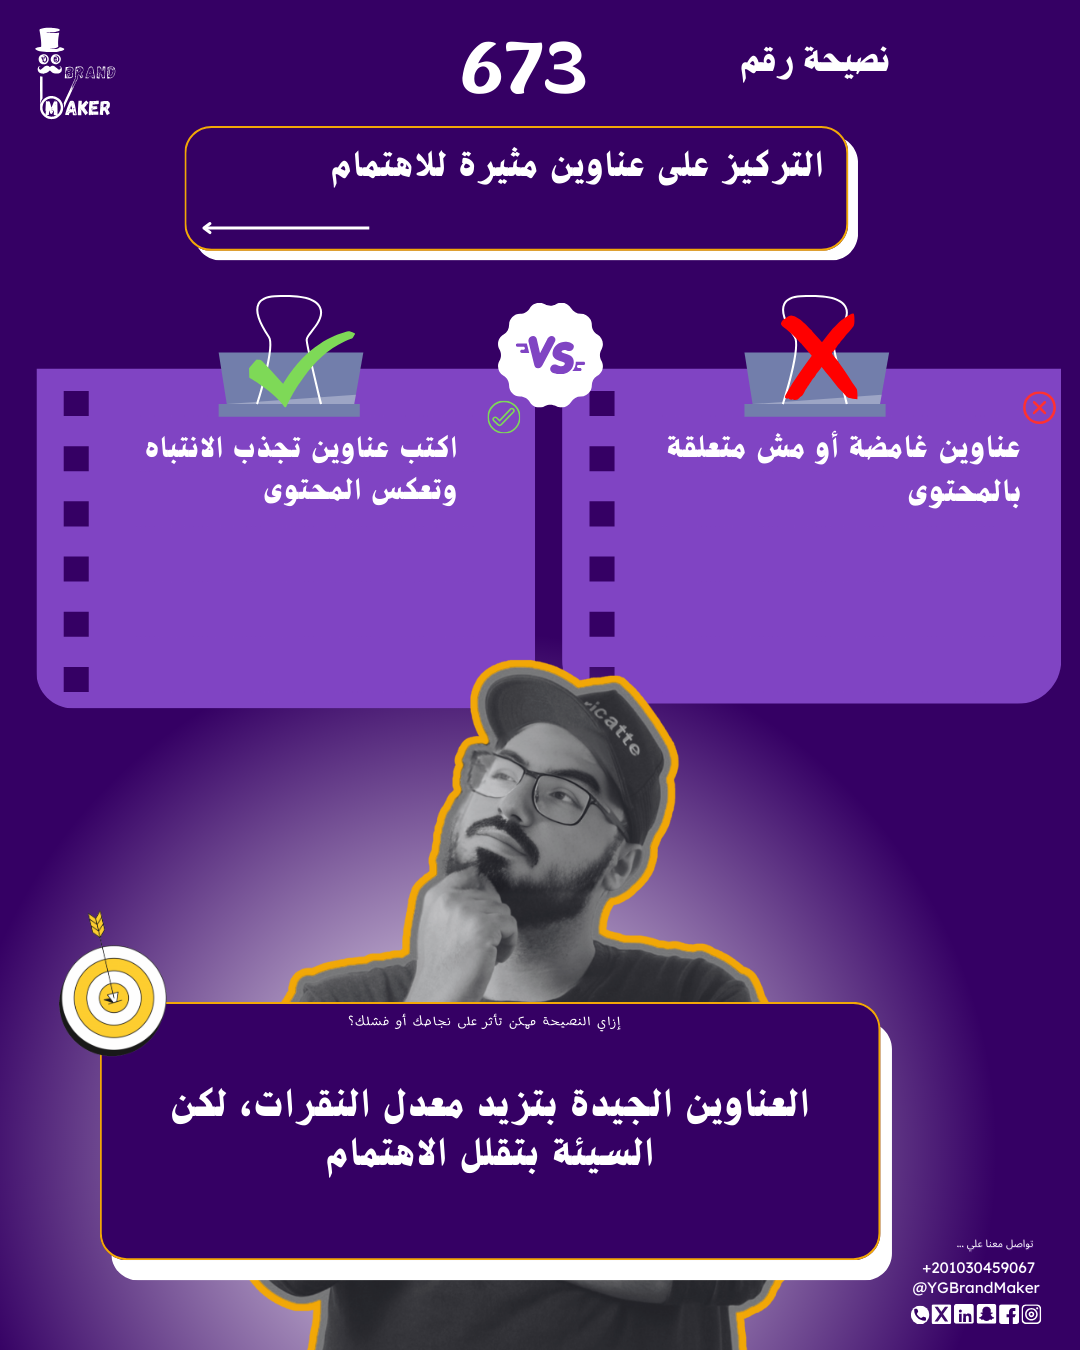 BRAND
MAKER
نصيحة رقم
673
التركيز على عناوين مثيرة للاهتمام
VS
عناوين غامضة أو مش متعلقة
بالمحتوى
اكتب عناوين تجذب الانتباه
وتعكس المحتوى
icatte
إزاي النصيحة ممكن تأثر على نجاحك أو فشلك؟
العناوين الجيدة بتزيد معدل النقرات، لكن
السيئة بتقلل الاهتمام
تواصل معنا علي ...
+201030459067
@YGBrandMaker